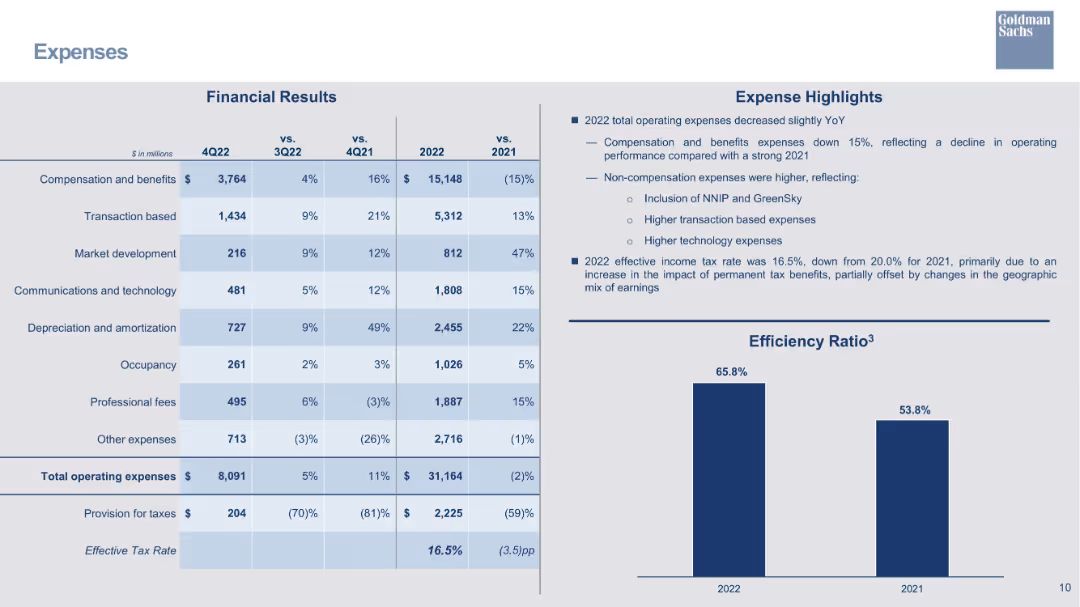 Goldman
Sachs
Expenses
Financial Results
$ in millions 4Q22 vs. 3Q22 vs. 4Q21 2022 vs. 2021
Compensation and benefits $ 3,764 4% 16% $ 15,148 (15)%
Transaction based 1,434 9% 21% 5,312 13%
Market development 216 9% 12% 812 47%
Communications and technology 481 5% 12% 1,808 15%
Depreciation and amortization 727 9% 49% 2,455 22%
Occupancy 261 2% 3% 1,026 5%
Professional fees 495 6% (3)% 1,887 15%
Other expenses 713 (3)% (26)% 2,716 (1)%
Total operating expenses $ 8,091 5% 11% $ 31,164 (2)%
Provision for taxes $ 204 (70)% (81)% $ 2,225 (59)%
Effective Tax Rate 16.5% (3.5)pp
Expense Highlights
■ 2022 total operating expenses decreased slightly YoY
— Compensation and benefits expenses down 15%, reflecting a decline in operating
performance compared with a strong 2021
— Non-compensation expenses were higher, reflecting:
o Inclusion of NNIP and GreenSky
o Higher transaction based expenses
o Higher technology expenses
■ 2022 effective income tax rate was 16.5%, down from 20.0% for 2021, primarily due to an
increase in the impact of permanent tax benefits, partially offset by changes in the geographic
mix of earnings
Efficiency Ratio³
65.8%
53.8%
2022 2021
10